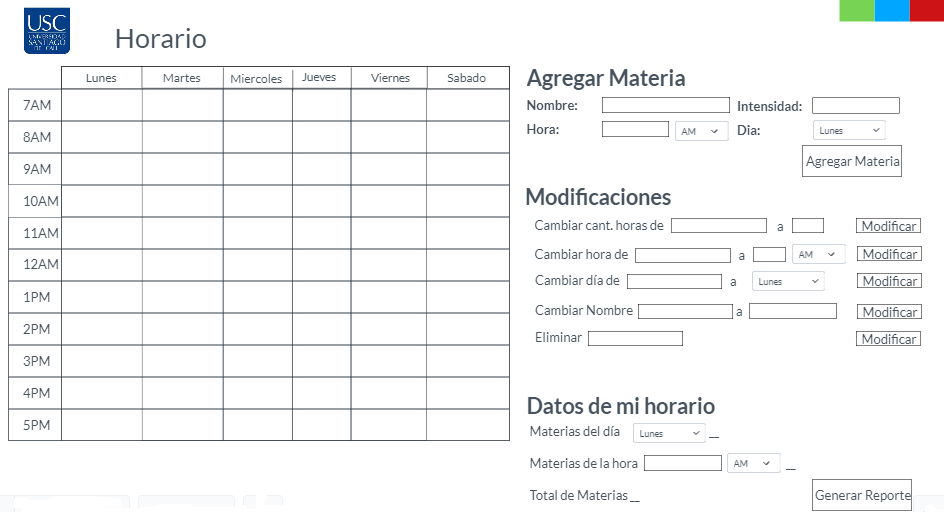 USC
UNIVERSIDAD
SANTIAGO
DE CALI
Horario
Lunes Martes Miercoles Jueves Viernes Sabado
7AM
8AM
9AM
10AM
11AM
12AM
1PM
2PM
3PM
4PM
5PM
Agregar Materia
Nombre: Intensidad:
Hora: AM Dia: Lunes
Agregar Materia
Modificaciones
Cambiar cant. horas de a Modificar
Cambiar hora de a AM Modificar
Cambiar día de a Lunes Modificar
Cambiar Nombre a Modificar
Eliminar Modificar
Datos de mi horario
Materias del día Lunes __
Materias de la hora AM __
Total de Materias __
Generar Reporte